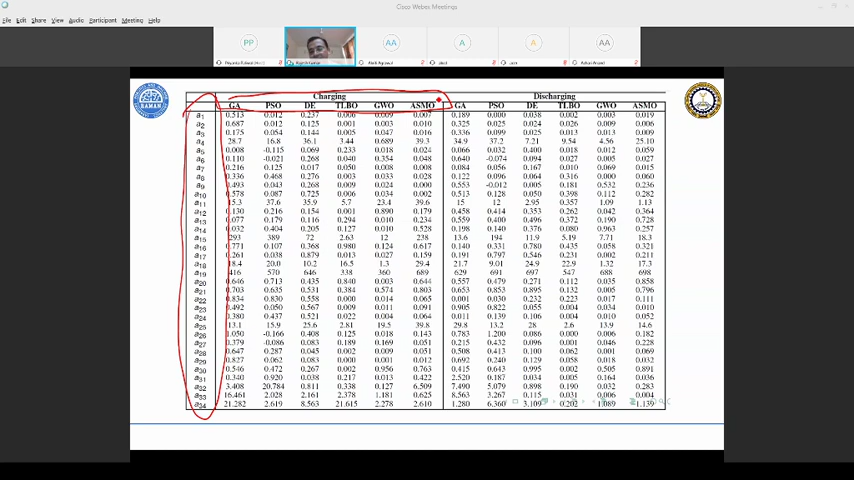 Cisco Webex Meetings
File Edit Share View Audio Participant Meeting Help
PP AA A A AA
RAMAN
Charging Discharging
GA PSO DE TLBO GWO ASMO GA PSO DE TLBO GWO ASMO
a1 0.513 0.012 0.237 0.006 0.009 0.007 0.189 0.000 0.038 0.002 0.003 0.019
a2 0.687 0.012 0.125 0.001 0.003 0.010 0.325 0.025 0.024 0.026 0.009 0.006
a3 0.175 0.054 0.144 0.005 0.047 0.016 0.336 0.099 0.025 0.013 0.013 0.009
a4 28.7 16.8 36.1 3.44 0.689 39.3 34.9 37.2 7.21 9.54 4.56 25.10
a5 0.008 -0.115 0.069 0.233 0.018 0.024 0.066 0.032 0.400 0.018 0.012 0.059
a6 0.110 -0.021 0.268 0.040 0.354 0.048 0.640 -0.074 0.094 0.027 0.005 0.027
a7 0.216 0.125 0.017 0.050 0.008 0.008 0.084 0.056 0.167 0.010 0.069 0.015
a8 0.336 0.468 0.276 0.003 0.033 0.028 0.122 0.096 0.064 0.316 0.000 0.060
a9 0.493 0.043 0.268 0.009 0.024 0.000 0.553 -0.012 0.005 0.181 0.532 0.236
a10 0.578 0.087 0.725 0.006 0.034 0.002 0.513 0.128 0.050 0.398 0.112 0.282
a11 15.3 37.6 35.9 5.7 23.4 39.6 15 12 2.95 357 1.09 1.13
a12 0.130 0.216 0.154 0.001 0.890 0.179 0.458 0.414 0.353 0.262 0.042 0.364
a13 0.077 0.179 0.116 0.294 0.010 0.234 0.559 0.400 0.496 0.372 0.190 0.728
a14 0.032 0.404 0.205 0.127 0.010 0.528 0.198 0.140 0.376 0.080 0.963 0.257
a15 293 389 72 2.63 12 238 13.6 194 11.9 5.19 7.71 18.3
a16 0.771 0.107 0.368 0.980 0.124 0.617 0.140 0.331 0.780 0.435 0.058 0.321
a17 0.261 0.038 0.879 0.013 0.027 0.159 0.191 0.797 0.546 0.231 0.002 0.211
a18 18.4 20.0 10.2 16.5 1.3 29.4 21.7 9.01 24.9 22.9 1.32 17.3
a19 416 570 646 338 360 689 629 691 697 547 688 698
a20 0.646 0.713 0.435 0.840 0.003 0.644 0.557 0.479 0.271 0.112 0.035 0.858
a21 0.703 0.635 0.531 0.384 0.574 0.803 0.653 0.853 0.895 0.132 0.005 0.796
a22 0.834 0.830 0.558 0.000 0.014 0.065 0.001 0.030 0.232 0.223 0.017 0.111
a23 0.492 0.050 0.567 0.009 0.011 0.091 0.905 0.822 0.055 0.004 0.034 0.010
a24 0.380 0.437 0.521 0.022 0.004 0.064 0.011 0.139 0.106 0.004 0.010 0.052
a25 13.1 15.9 25.6 2.81 19.5 39.8 29.8 13.2 28 2.6 13.9 14.6
a26 1.050 -0.166 0.408 0.125 0.018 0.143 0.783 1.200 0.086 0.000 0.006 0.182
a27 0.379 -0.086 0.083 0.189 0.169 0.051 0.215 0.432 0.096 0.001 0.046 0.228
a28 0.647 0.287 0.045 0.002 0.009 0.051 0.508 0.413 0.100 0.062 0.001 0.069
a29 0.827 0.062 0.083 0.000 0.001 0.012 0.692 0.240 0.129 0.058 0.018 0.032
a30 0.546 0.472 0.267 0.002 0.956 0.763 0.415 0.643 0.995 0.002 0.505 0.891
a31 0.340 0.920 0.038 0.217 0.013 0.422 2.520 0.187 0.034 0.005 0.164 0.036
a32 3.408 20.784 0.811 0.338 0.127 6.509 7.490 5.079 0.898 0.190 0.032 0.283
a33 16.461 2.028 2.161 2.378 1.181 0.625 8.563 3.267 0.115 0.031 0.006 0.004
a34 21.282 2.619 8.563 21.615 2.278 2.610 1.280 6.360 3.109 0.202 1.089 1.139